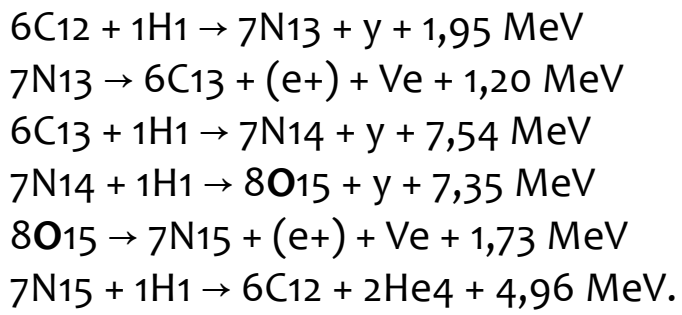 6C12 + 1H1 → 7N13 + y + 1,95 MeV
7N13 → 6C13 + (e+) + Ve + 1,20 MeV
6C13 + 1H1 → 7N14 + y + 7,54 MeV
7N14 + 1H1 → 8O15 + y + 7,35 MeV
8O15 → 7N15 + (e+) + Ve + 1,73 MeV
7N15 + 1H1 → 6C12 + 2He4 + 4,96 MeV.